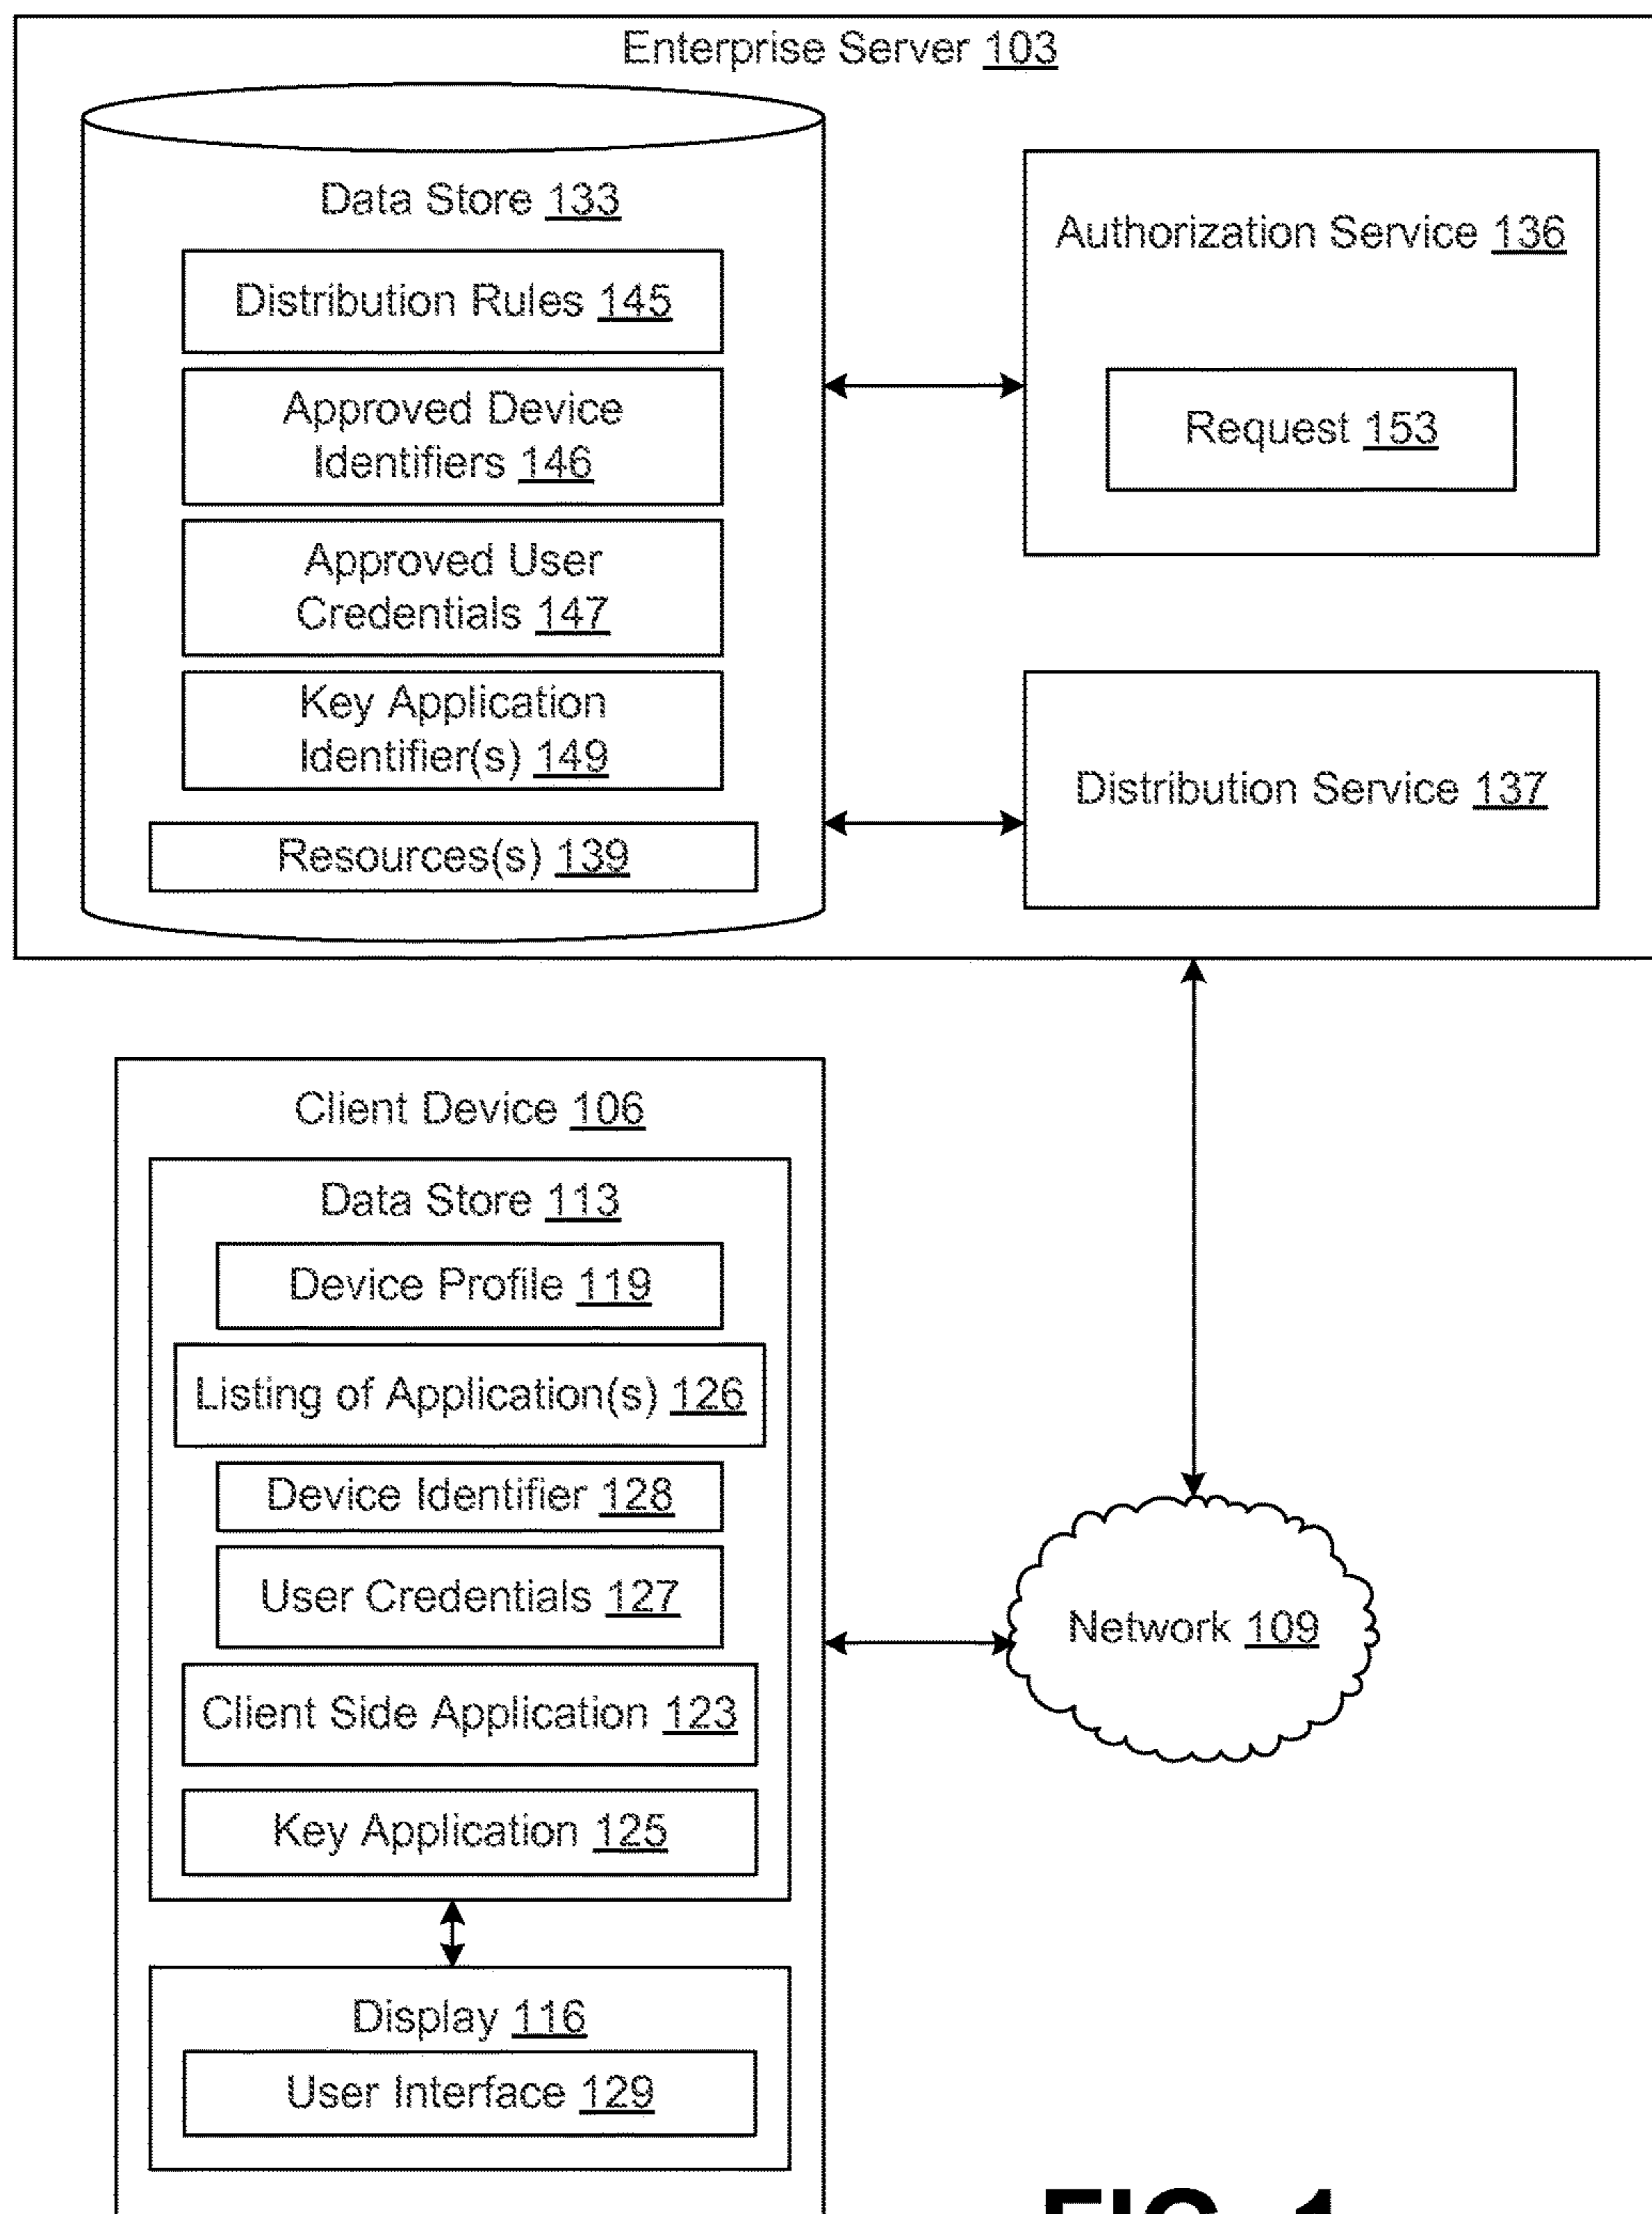 Enterprise Server 103
Data Store 133
Distribution Rules 145
Approved Device
Identifiers 146
Approved User
Credentials 147
Key Application
Identifier(s) 149
Resources(s) 139
Authorization Service 136
Request 153
Distribution Service 137
Client Device 106
Data Store 113
Device Profile 119
Listing of Application(s) 126
Device Identifier 128
User Credentials 127
Client Side Application 123
Key Application 125
Display 116
User Interface 129
Network 109
FIG. 1